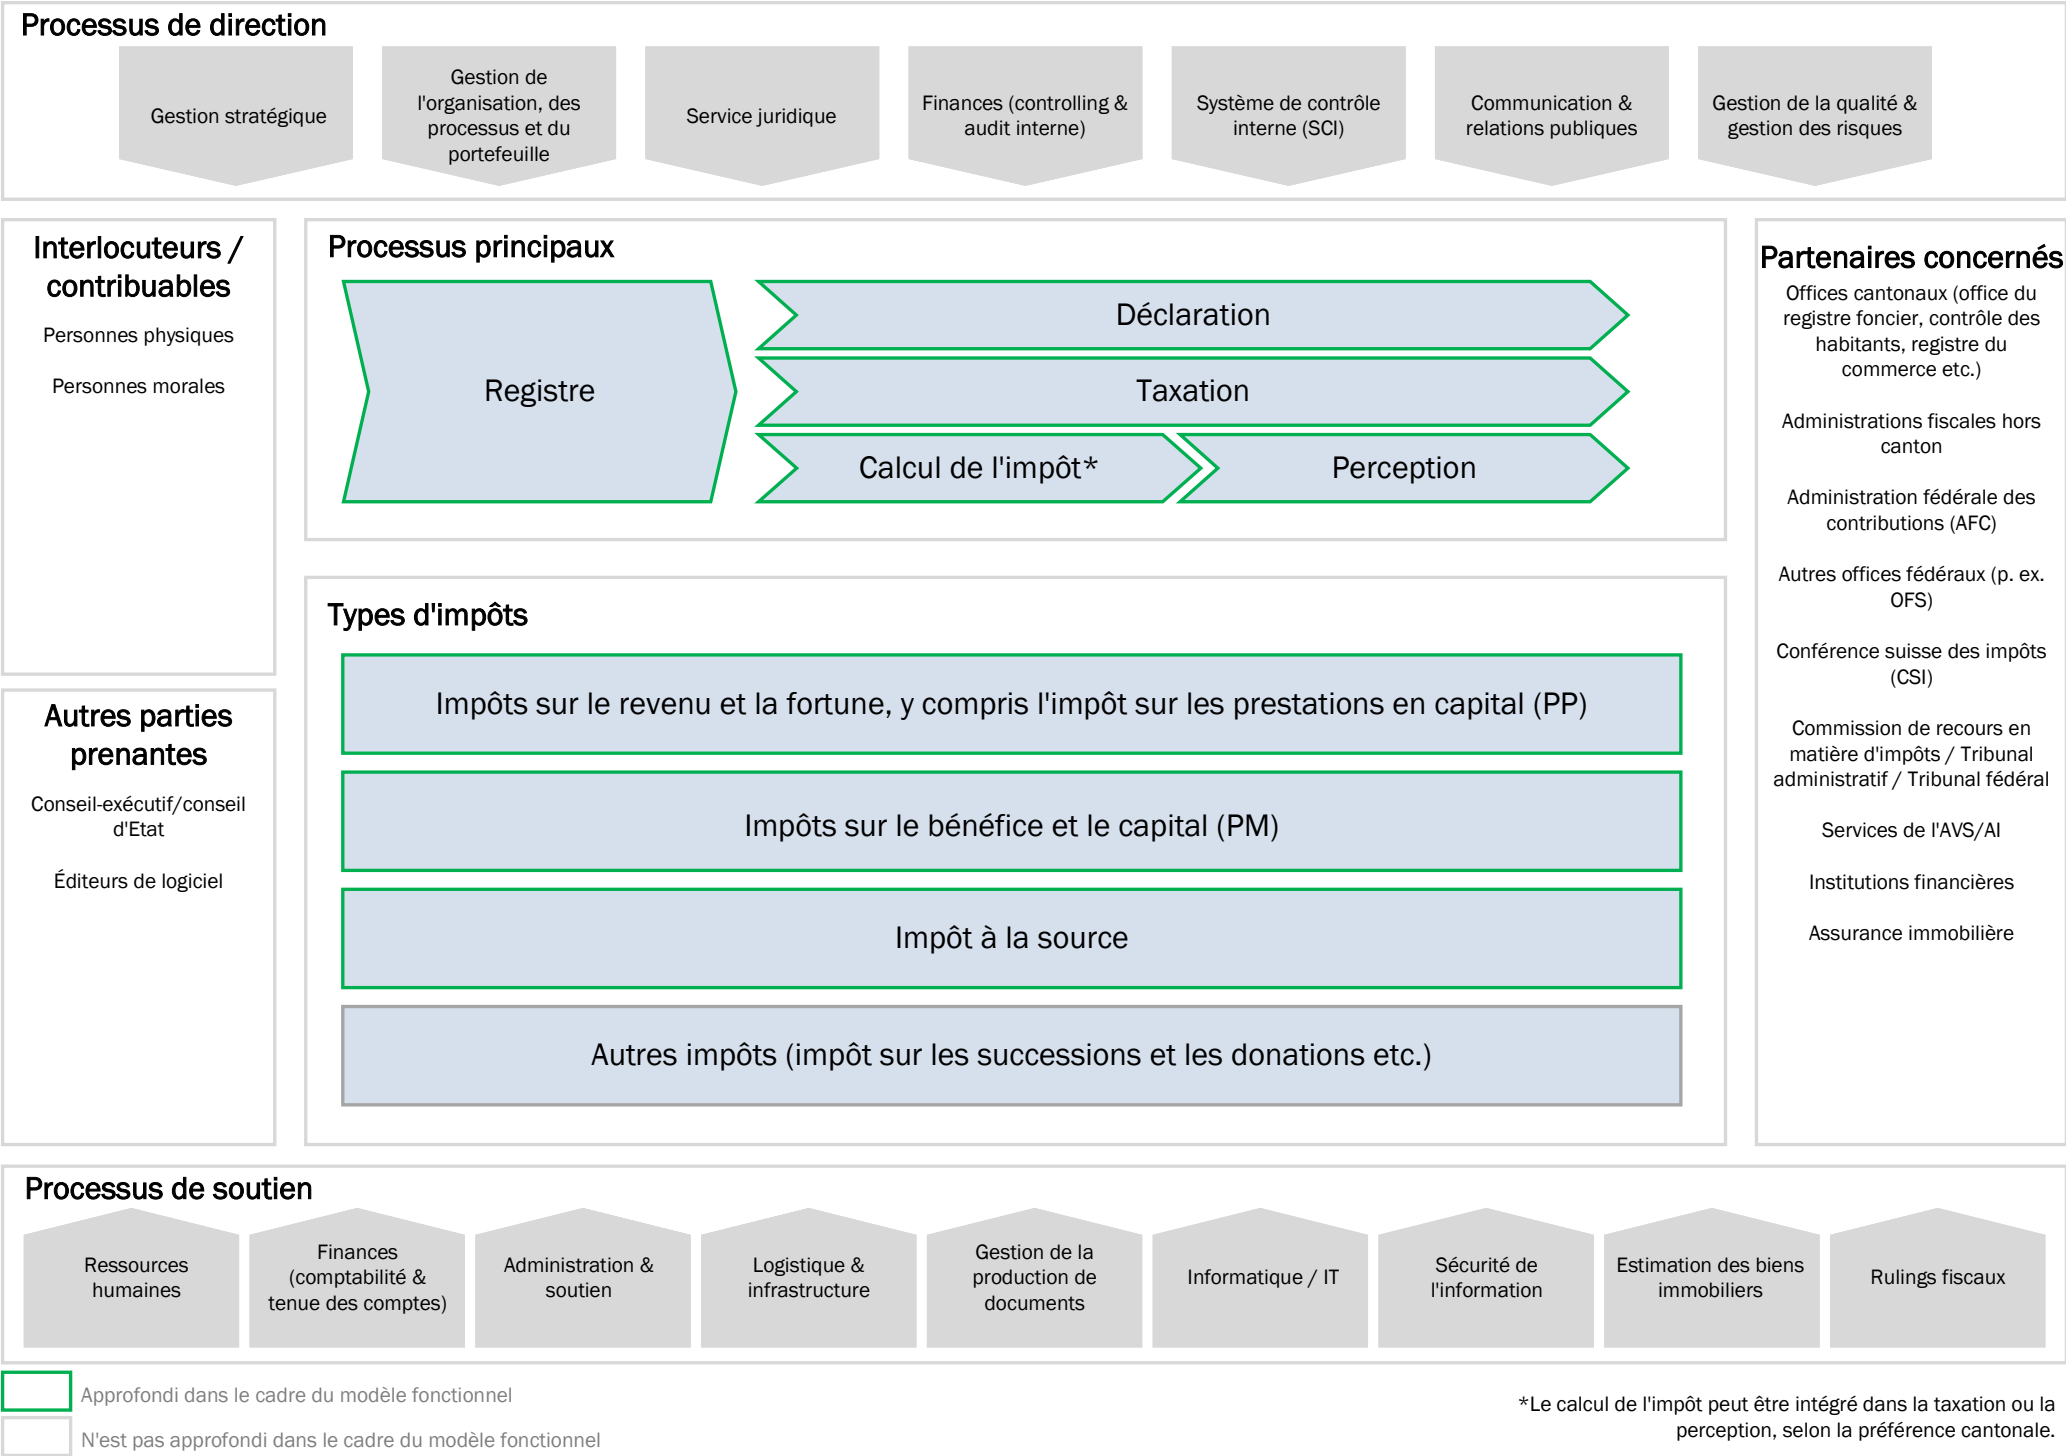 Processus de direction
Gestion stratégique
Gestion de
l'organisation, des
processus et du
portefeuille
Service juridique
Finances (controlling &
audit interne)
Système de contrôle
interne (SCI)
Communication &
relations publiques
Gestion de la qualité &
gestion des risques
Interlocuteurs /
contribuables
Personnes physiques
Personnes morales
Autres parties
prenantes
Conseil-exécutif/conseil
d'Etat
Éditeurs de logiciel
Processus principaux
Registre
Déclaration
Taxation
Calcul de l'impôt*
Perception
Types d'impôts
Impôts sur le revenu et la fortune, y compris l'impôt sur les prestations en capital (PP)
Impôts sur le bénéfice et le capital (PM)
Impôt à la source
Autres impôts (impôt sur les successions et les donations etc.)
Partenaires concernés
Offices cantonaux (office du
registre foncier, contrôle des
habitants, registre du
commerce etc.)
Administrations fiscales hors
canton
Administration fédérale des
contributions (AFC)
Autres offices fédéraux (p. ex.
OFS)
Conférence suisse des impôts
(CSI)
Commission de recours en
matière d'impôts / Tribunal
administratif / Tribunal fédéral
Services de l'AVS/AI
Institutions financières
Assurance immobilière
Processus de soutien
Ressources
humaines
Finances
(comptabilité &
tenue des comptes)
Administration &
soutien
Logistique &
infrastructure
Gestion de la
production de
documents
Informatique / IT
Sécurité de
l'information
Estimation des biens
immobiliers
Rulings fiscaux
Approfondi dans le cadre du modèle fonctionnel
N'est pas approfondi dans le cadre du modèle fonctionnel
*Le calcul de l'impôt peut être intégré dans la taxation ou la
perception, selon la préférence cantonale.